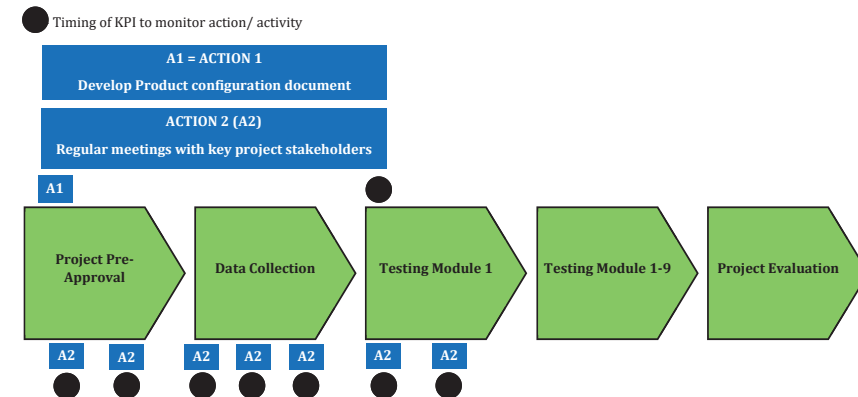 Timing of KPI to monitor action/ activity
A1 = ACTION 1
Develop Product configuration document
ACTION 2 (A2)
Regular meetings with key project stakeholders
A1
Project Pre-
Approval
Data Collection
Testing Module 1
Testing Module 1-9
Project Evaluation
A2
A2
A2
A2
A2
A2
A2